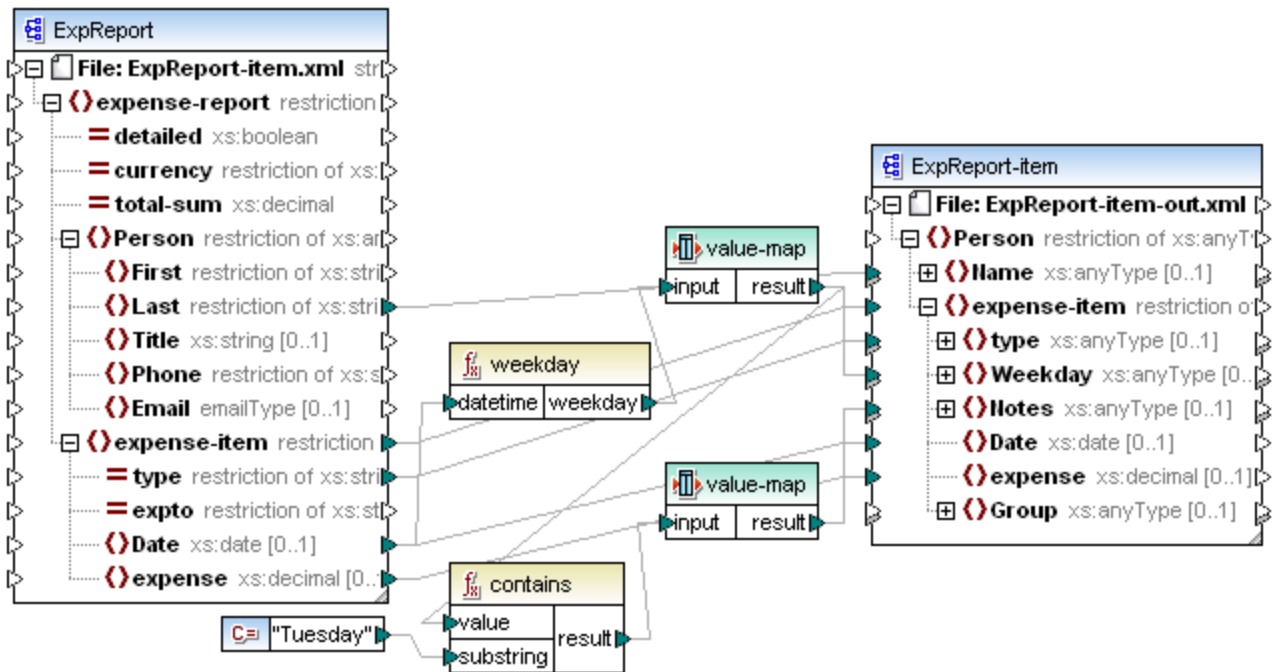 ExpReport
File: ExpReport-item.xml str
expense-report restriction
detailed xs:boolean
currency restriction of xs:
total-sum xs:decimal
Person restriction of xs:an
First restriction of xs:stri
Last restriction of xs:stri
Title xs:string [0..1]
Phone restriction of xs:s
Email emailType [0..1]
expense-item restriction
type restriction of xs:stri
expto restriction of xs:st
Date xs:date [0..1]
expense xs:decimal [0..
C= "Tuesday"
weekday
datetime weekday
contains
value
result
substring
value-map
input result
value-map
input result
ExpReport-item
File: ExpReport-item-out.xml
Person restriction of xs:anyT
Name xs:anyType [0..1]
expense-item restriction o
type xs:anyType [0..1]
Weekday xs:anyType [0..
Notes xs:anyType [0..1]
Date xs:date [0..1]
expense xs:decimal [0..1]
Group xs:anyType [0..1]